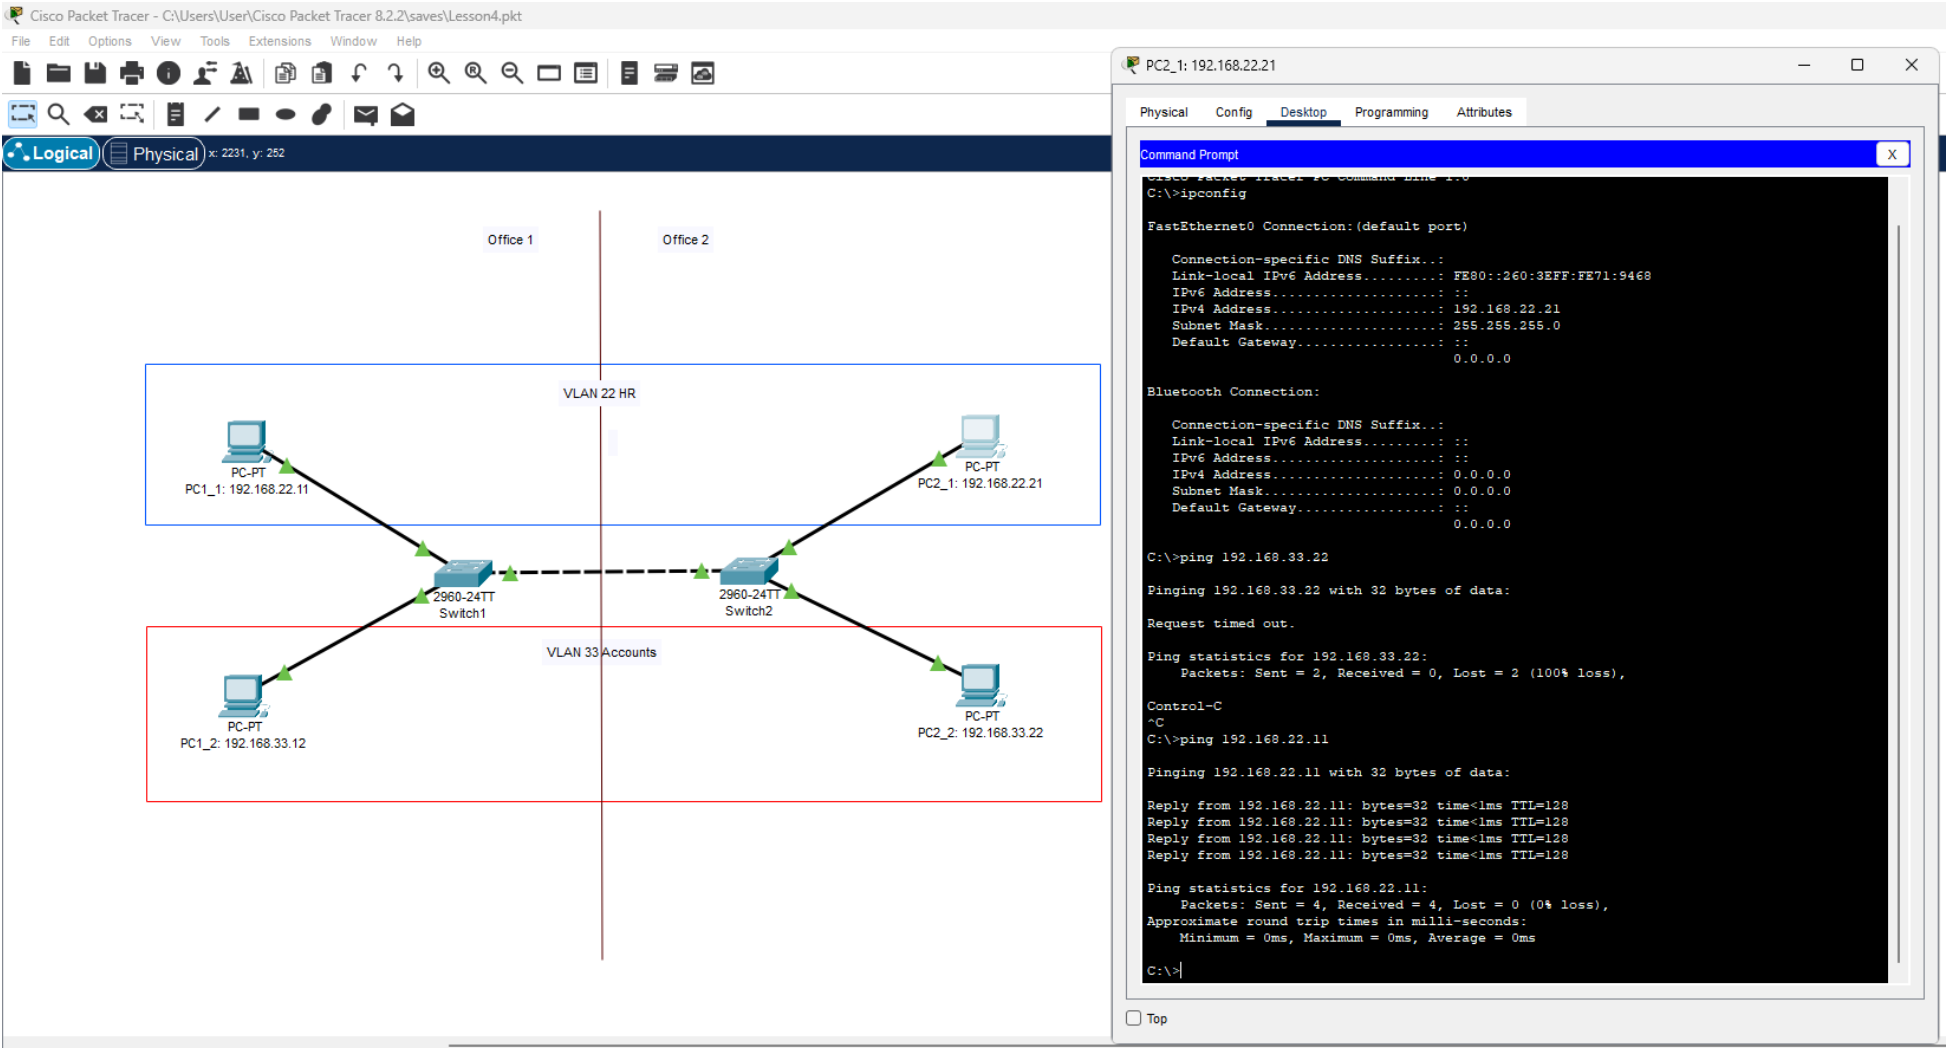 Cisco Packet Tracer - C:\Users\User\Cisco Packet Tracer 8.2.2\saves\Lesson4.pkt
File Edit Options View Tools Extensions Window Help
Logical Physical x: 2231, y: 252
Office 1
Office 2
VLAN 22 HR
PC-PT
PC1_1: 192.168.22.11
PC-PT
PC2_1: 192.168.22.21
2960-24TT
Switch1
2960-24TT
Switch2
VLAN 33 Accounts
PC-PT
PC1_2: 192.168.33.12
PC-PT
PC2_2: 192.168.33.22
PC2_1: 192.168.22.21
Physical Config Desktop Programming Attributes
Command Prompt
X
Cisco Packet Tracer PC Command Line 1.0
C:\>ipconfig
FastEthernet0 Connection:(default port)
Connection-specific DNS Suffix..:
Link-local IPv6 Address.........: FE80::260:3EFF:FE71:9468
IPv6 Address....................: ::
IPv4 Address....................: 192.168.22.21
Subnet Mask.....................: 255.255.255.0
Default Gateway.................: ::
0.0.0.0
Bluetooth Connection:
Connection-specific DNS Suffix..:
Link-local IPv6 Address.........: ::
IPv6 Address....................: ::
IPv4 Address....................: 0.0.0.0
Subnet Mask.....................: 0.0.0.0
Default Gateway.................: ::
0.0.0.0
C:\>ping 192.168.33.22
Pinging 192.168.33.22 with 32 bytes of data:
Request timed out.
Ping statistics for 192.168.33.22:
Packets: Sent = 2, Received = 0, Lost = 2 (100% loss),
Control-C
^C
C:\>ping 192.168.22.11
Pinging 192.168.22.11 with 32 bytes of data:
Reply from 192.168.22.11: bytes=32 time<1ms TTL=128
Reply from 192.168.22.11: bytes=32 time<1ms TTL=128
Reply from 192.168.22.11: bytes=32 time<1ms TTL=128
Reply from 192.168.22.11: bytes=32 time<1ms TTL=128
Ping statistics for 192.168.22.11:
Packets: Sent = 4, Received = 4, Lost = 0 (0% loss),
Approximate round trip times in milli-seconds:
Minimum = 0ms, Maximum = 0ms, Average = 0ms
C:\>
Top